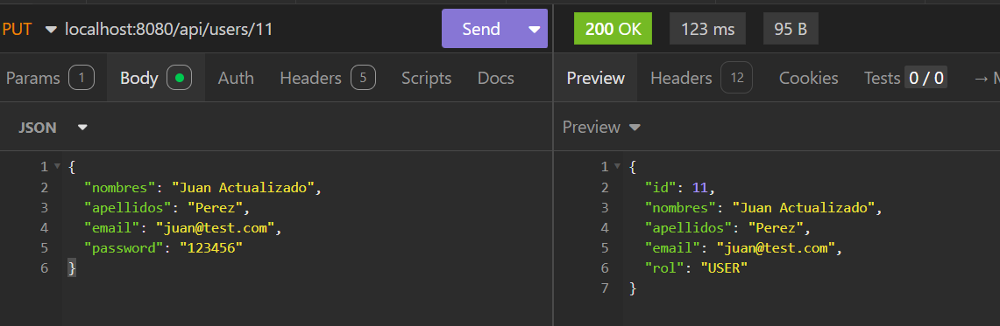 PUT localhost:8080/api/users/11 Send 200 OK 123 ms 95 B
Params 1 Body Auth Headers 5 Scripts Docs Preview Headers 12 Cookies Tests 0 / 0 → M
JSON Preview
1 {
2 "nombres": "Juan Actualizado",
3 "apellidos": "Perez",
4 "email": "juan@test.com",
5 "password": "123456"
6 }
1 {
2 "id": 11,
3 "nombres": "Juan Actualizado",
4 "apellidos": "Perez",
5 "email": "juan@test.com",
6 "rol": "USER"
7 }